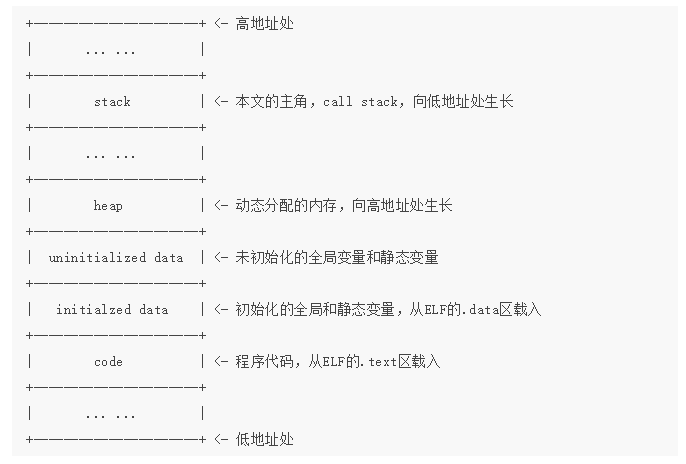 +———————————+ <- 高地址处
| ... ... |
+———————————+
| stack | <- 本文的主角，call stack，向低地址处生长
+———————————+
| ... ... |
+———————————+
| heap | <- 动态分配的内存，向高地址处生长
+———————————+
| uninitialized data | <- 未初始化的全局变量和静态变量
+———————————+
| initialzed data | <- 初始化的全局和静态变量，从ELF的.data区载入
+———————————+
| code | <- 程序代码，从ELF的.text区载入
+———————————+
| ... ... |
+———————————+ <- 低地址处